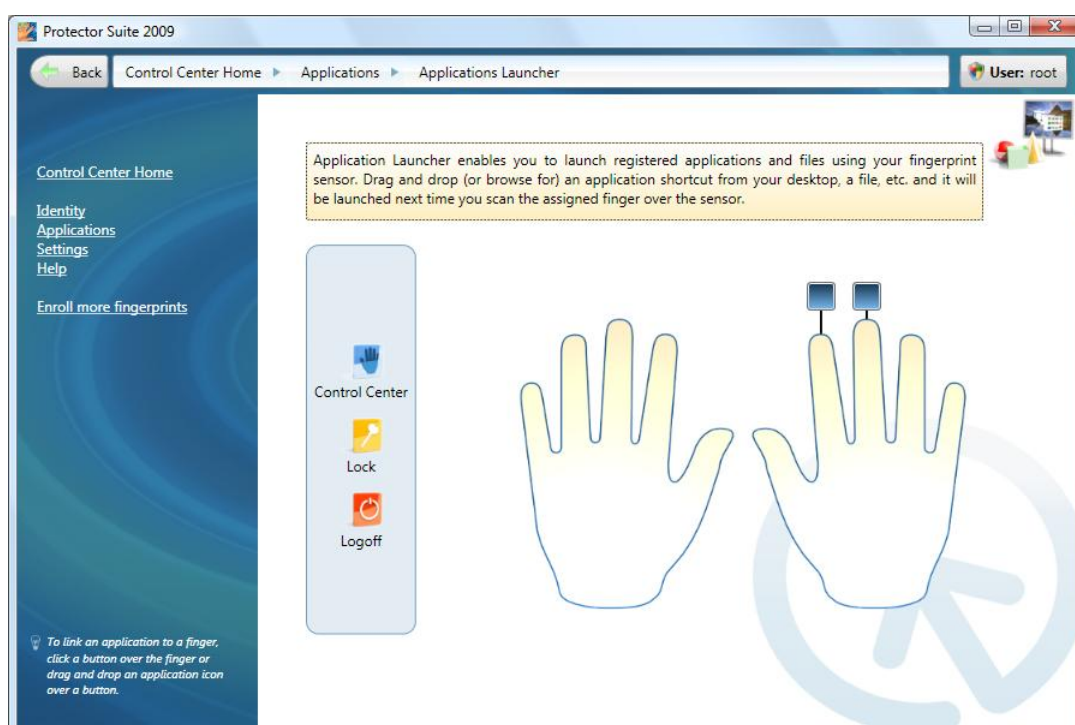 Protector Suite 2009
Back
Control Center Home
Applications
Applications Launcher
User: root
Control Center Home
Identity
Applications
Settings
Help
Enroll more fingerprints
Application Launcher enables you to launch registered applications and files using your fingerprint
sensor. Drag and drop (or browse for) an application shortcut from your desktop, a file, etc. and it will
be launched next time you scan the assigned finger over the sensor.
Control Center
Lock
Logoff
To link an application to a finger,
click a button over the finger or
drag and drop an application icon
over a button.